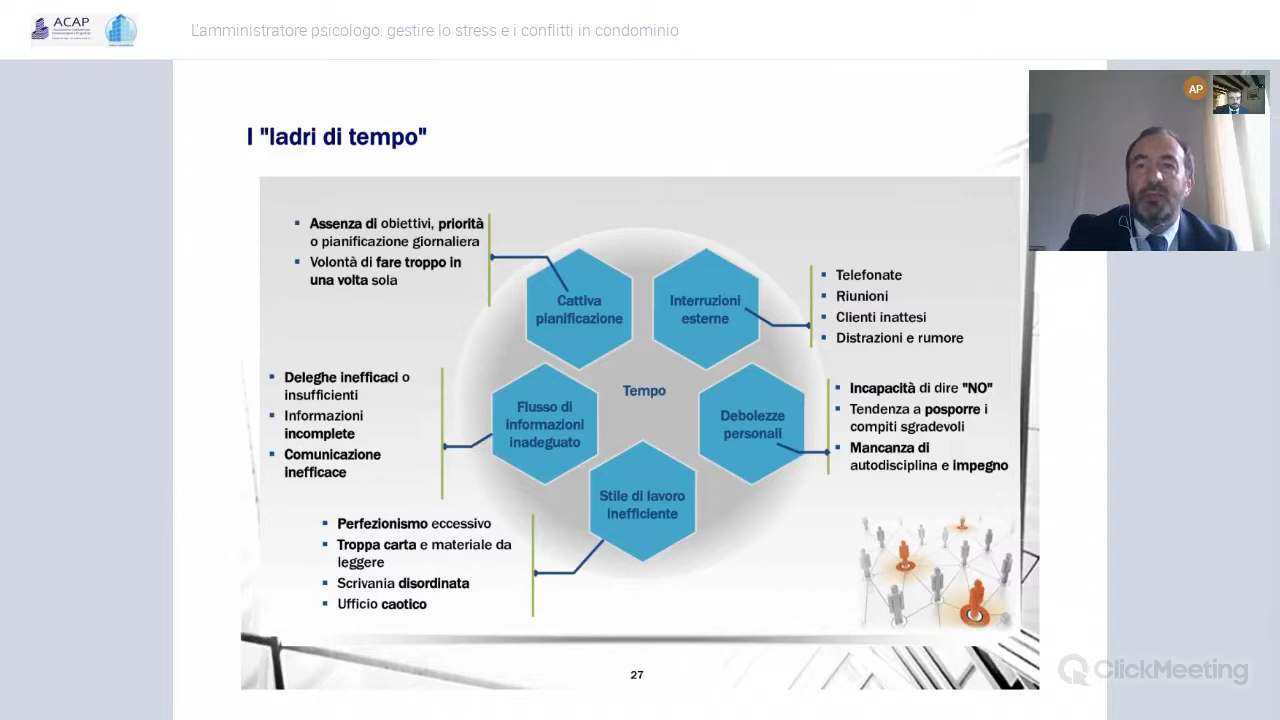 ACAP
L'amministratore psicologo: gestire lo stress e i conflitti in condominio
AP
I "ladri di tempo"
Assenza di obiettivi, priorità
o pianificazione giornaliera
Volontà di fare troppo in
una volta sola
Cattiva
pianificazione
Interruzioni
esterne
Telefonate
Riunioni
Clienti inattesi
Distrazioni e rumore
Deleghe inefficaci o
insufficienti
Informazioni
incomplete
Comunicazione
inefficace
Flusso di
informazioni
inadeguato
Tempo
Debolezze
personali
Incapacità di dire "NO"
Tendenza a posporre i
compiti sgradevoli
Mancanza di
autodisciplina e impegno
Stile di lavoro
inefficiente
Perfezionismo eccessivo
Troppa carta e materiale da
leggere
Scrivania disordinata
Ufficio caotico
27
ClickMeeting